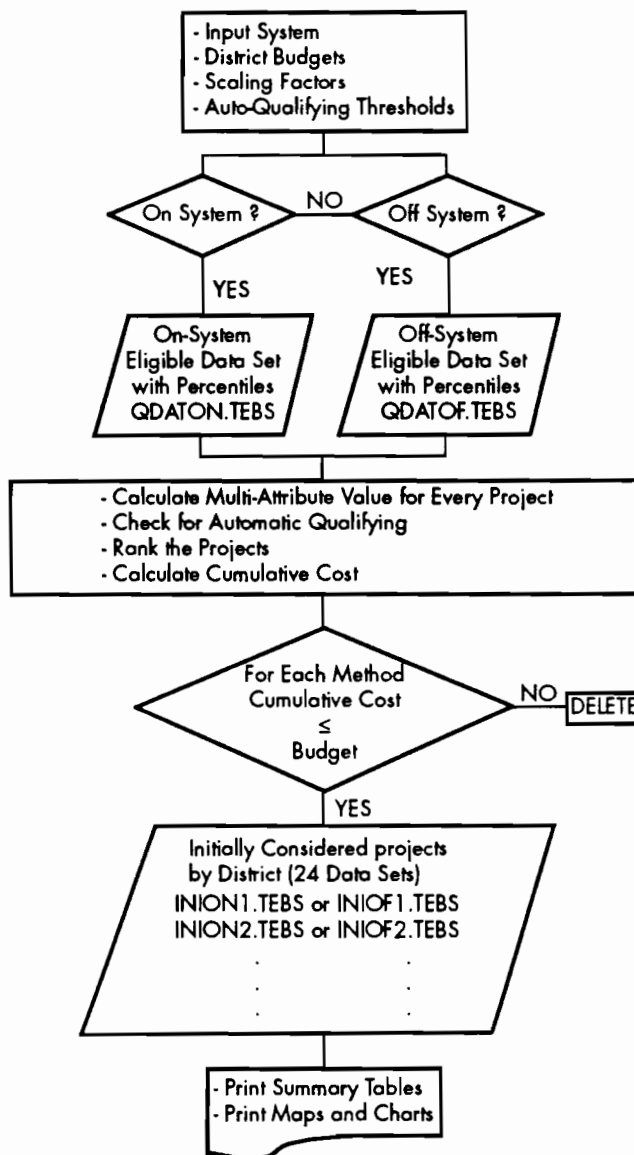 - Input System
- District Budgets
- Scaling Factors
- Auto-Qualifying Thresholds
On System ?
NO
Off System ?
YES
YES
On-System
Eligible Data Set
with Percentiles
QDATON.TEBS
Off-System
Eligible Data Set
with Percentiles
QDATOF.TEBS
- Calculate Multi-Attribute Value for Every Project
- Check for Automatic Qualifying
- Rank the Projects
- Calculate Cumulative Cost
For Each Method
Cumulative Cost
≤
Budget
NO
DELETE
YES
Initially Considered projects
by District (24 Data Sets)
INION1.TEBS or INIOF1.TEBS
INION2.TEBS or INIOF2.TEBS
. .
. .
. .
- Print Summary Tables
- Print Maps and Charts